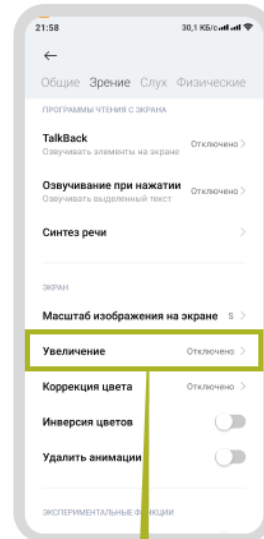 21:58 30,1 КБ/с
Общие Зрение Слух Физические
ПРОГРАММЫ ЧТЕНИЯ С ЭКРАНА
TalkBack
Озвучивать элементы на экране
Отключено
Озвучивание при нажатии
Озвучивать выделенный текст
Отключено
Синтез речи
ЭКРАН
Масштаб изображения на экране S
Увеличение Отключено
Коррекция цвета Отключено
Инверсия цветов
Удалить анимации
ЭКСПЕРИМЕНТАЛЬНЫЕ ФУНКЦИИ